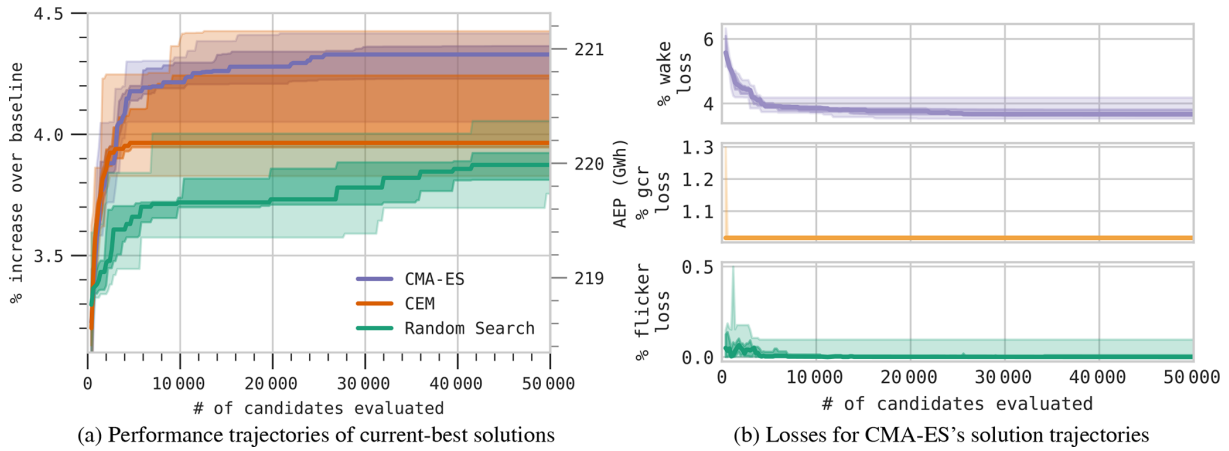 4.5
4.0
3.5
% increase over baseline
221
220
219
AEP (GWh)
CMA-ES
CEM
Random Search
0
10 000
20 000
30 000
40 000
50 000
# of candidates evaluated
(a) Performance trajectories of current-best solutions
6
4
% wake
loss
1.3
1.2
1.1
% gcr
loss
0.5
0.0
% flicker
loss
0
10 000
20 000
30 000
40 000
50 000
# of candidates evaluated
(b) Losses for CMA-ES's solution trajectories